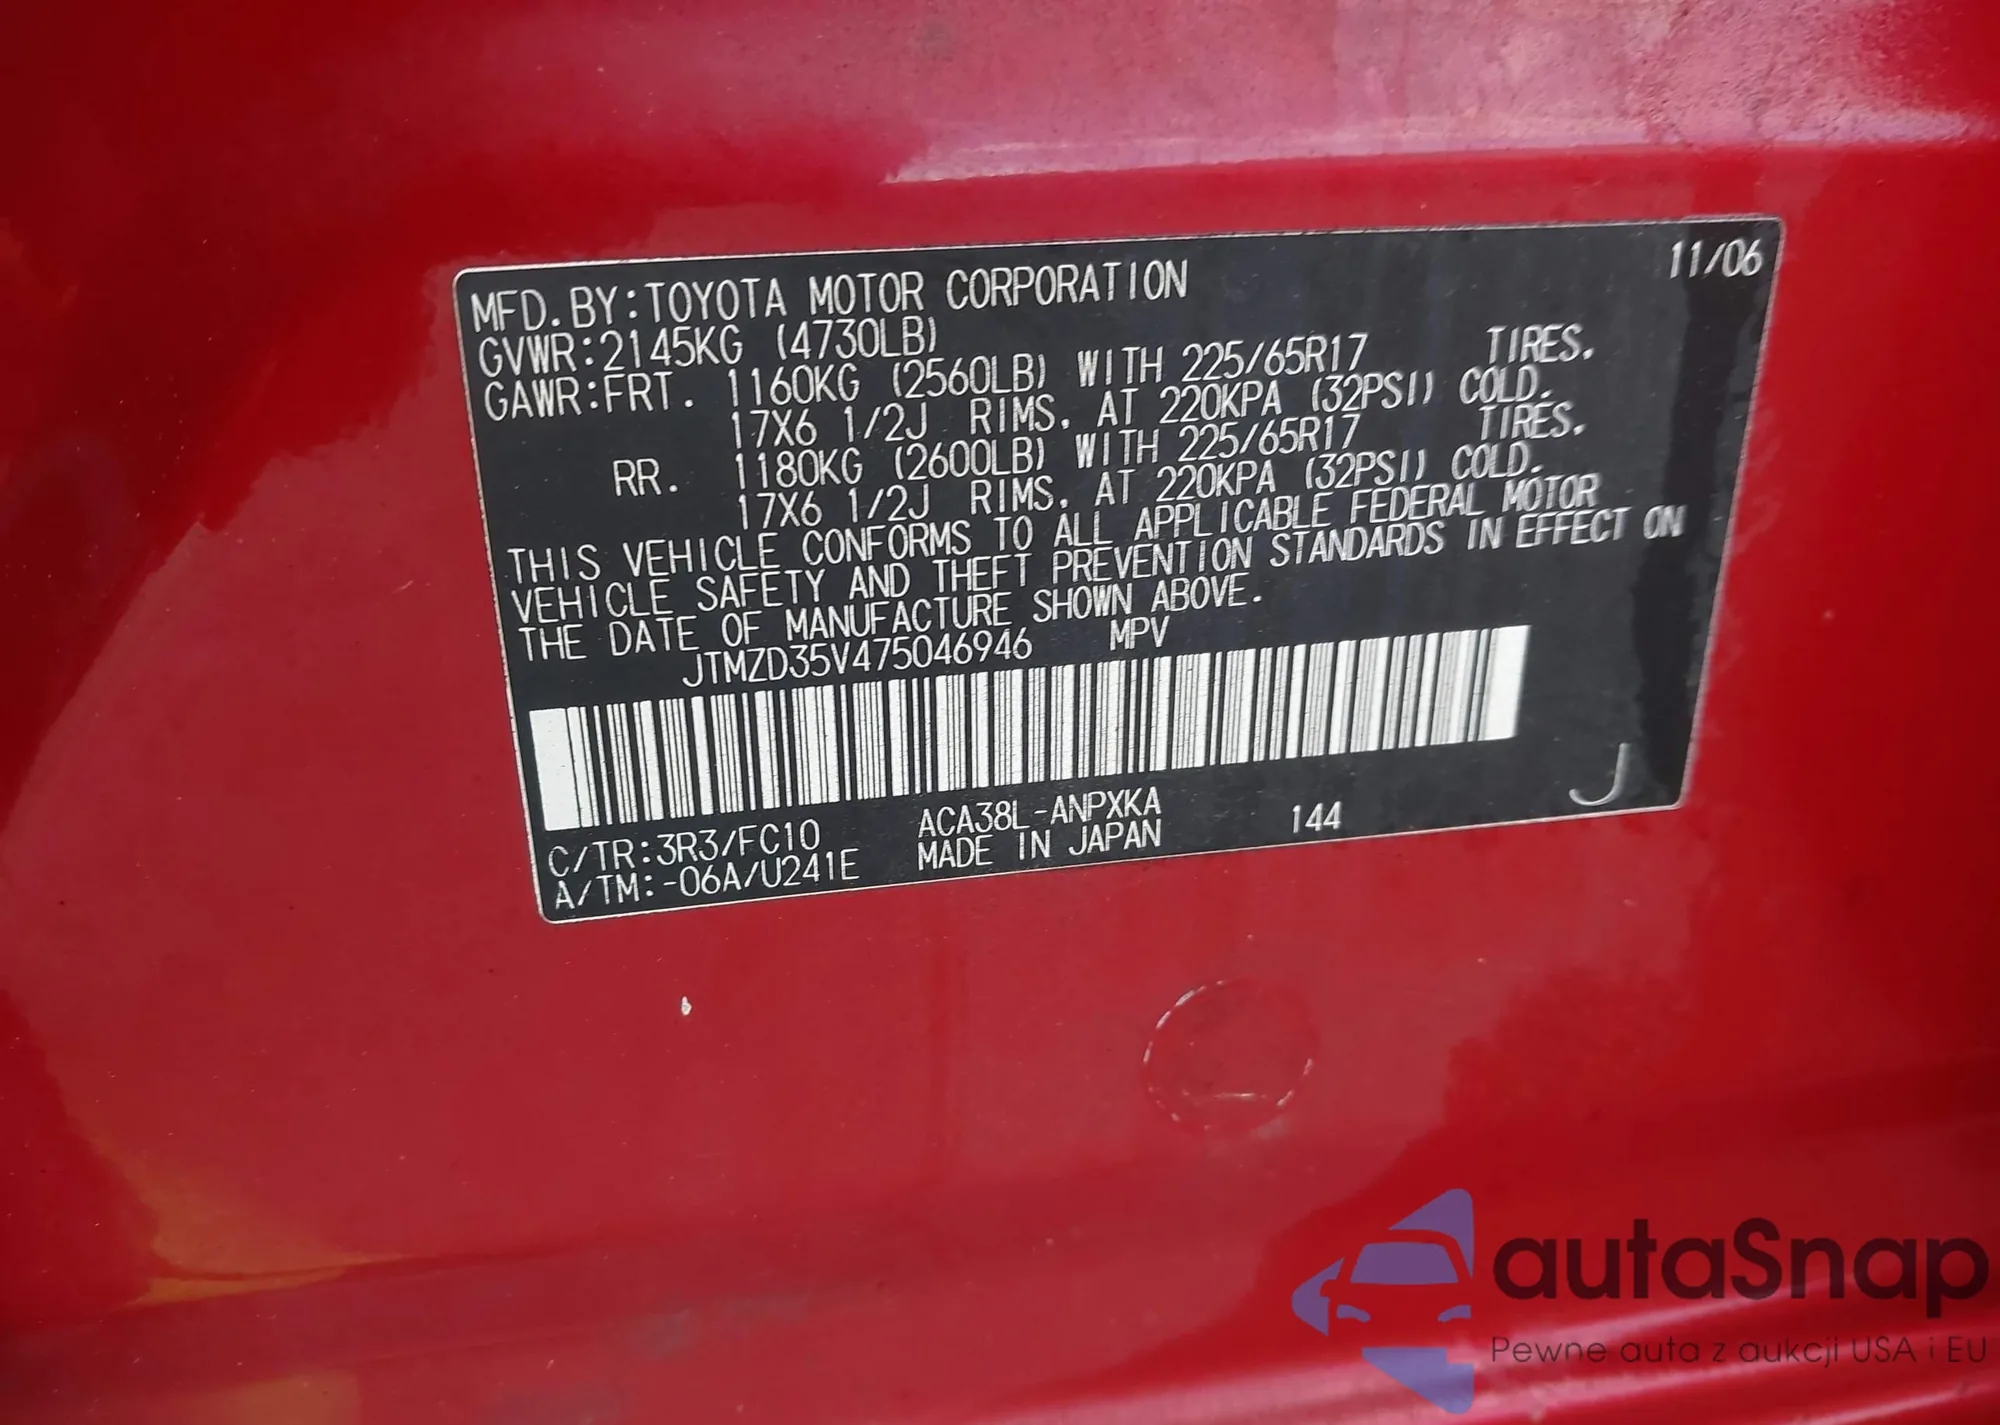 11/06
MFD. BY: TOYOTA MOTOR CORPORATION
GVWR: 2145KG (4730LB)
GAWR: FRT. 1160KG (2560LB) WITH 225/65R17 TIRES.
17X6 1/2J RIMS, AT 220KPA (32PSI) COLD.
RR. 1180KG (2600LB) WITH 225/65R17 TIRES.
17X6 1/2J RIMS, AT 220KPA (32PSI) COLD.
THIS VEHICLE CONFORMS TO ALL APPLICABLE FEDERAL MOTOR
VEHICLE SAFETY AND THEFT PREVENTION STANDARDS IN EFFECT ON
THE DATE OF MANUFACTURE SHOWN ABOVE.
JTMZD35V475046946 MPV
C/TR: 3R3/FC10 ACA38L-ANPXKA 144 J
A/TM: -06A/U241E MADE IN JAPAN
autaSnap
Pewne auta z aukcji USA i EU